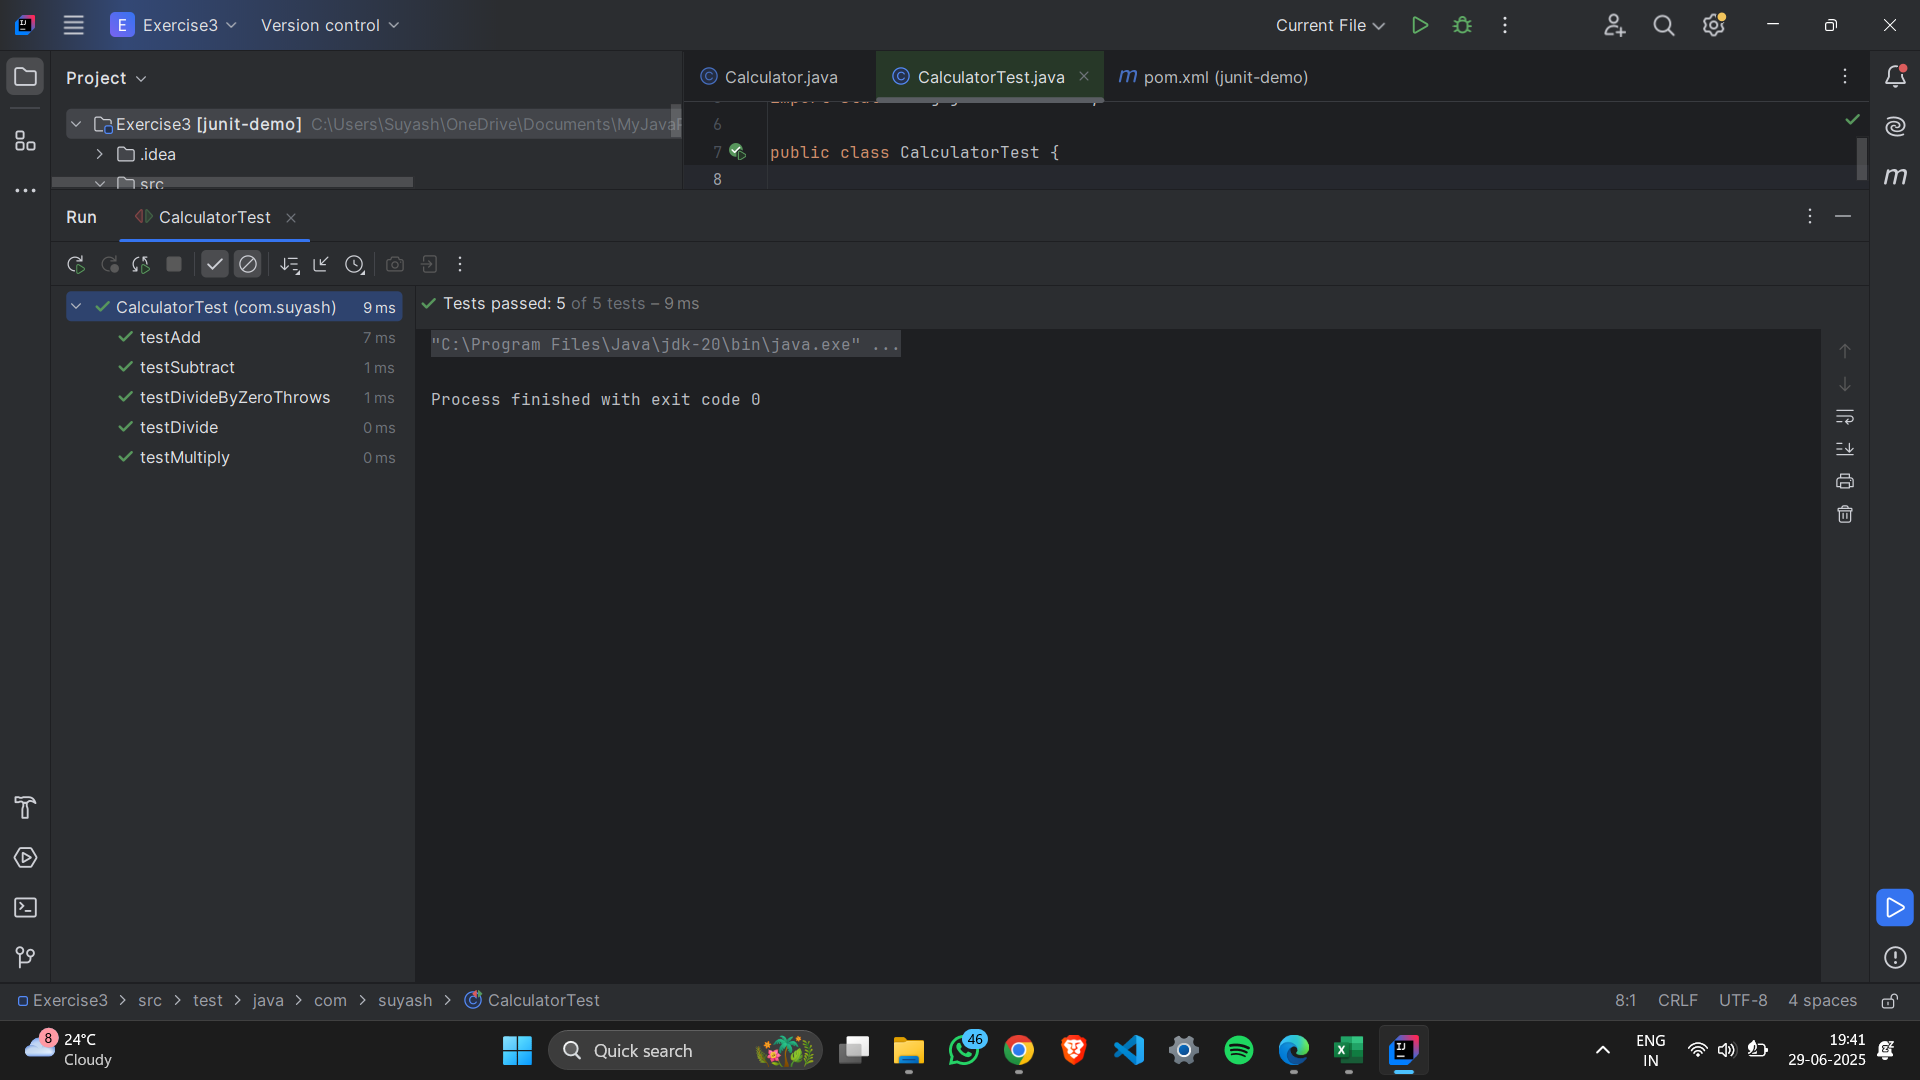 E Exercise3 Version control Current File
Project
Calculator.java CalculatorTest.java pom.xml (junit-demo)
Exercise3 [junit-demo] C:\Users\Suyash\OneDrive\Documents\MyJava
.idea
src
6
7 public class CalculatorTest {
8
Run CalculatorTest
CalculatorTest (com.suyash) 9 ms
testAdd 7 ms
testSubtract 1 ms
testDivideByZeroThrows 1 ms
testDivide 0 ms
testMultiply 0 ms
Tests passed: 5 of 5 tests – 9 ms
"C:\Program Files\Java\jdk-20\bin\java.exe" ...
Process finished with exit code 0
Exercise3 > src > test > java > com > suyash > CalculatorTest
8:1 CRLF UTF-8 4 spaces
8 24°C
Cloudy
Quick search
46
ENG
IN
19:41
29-06-2025